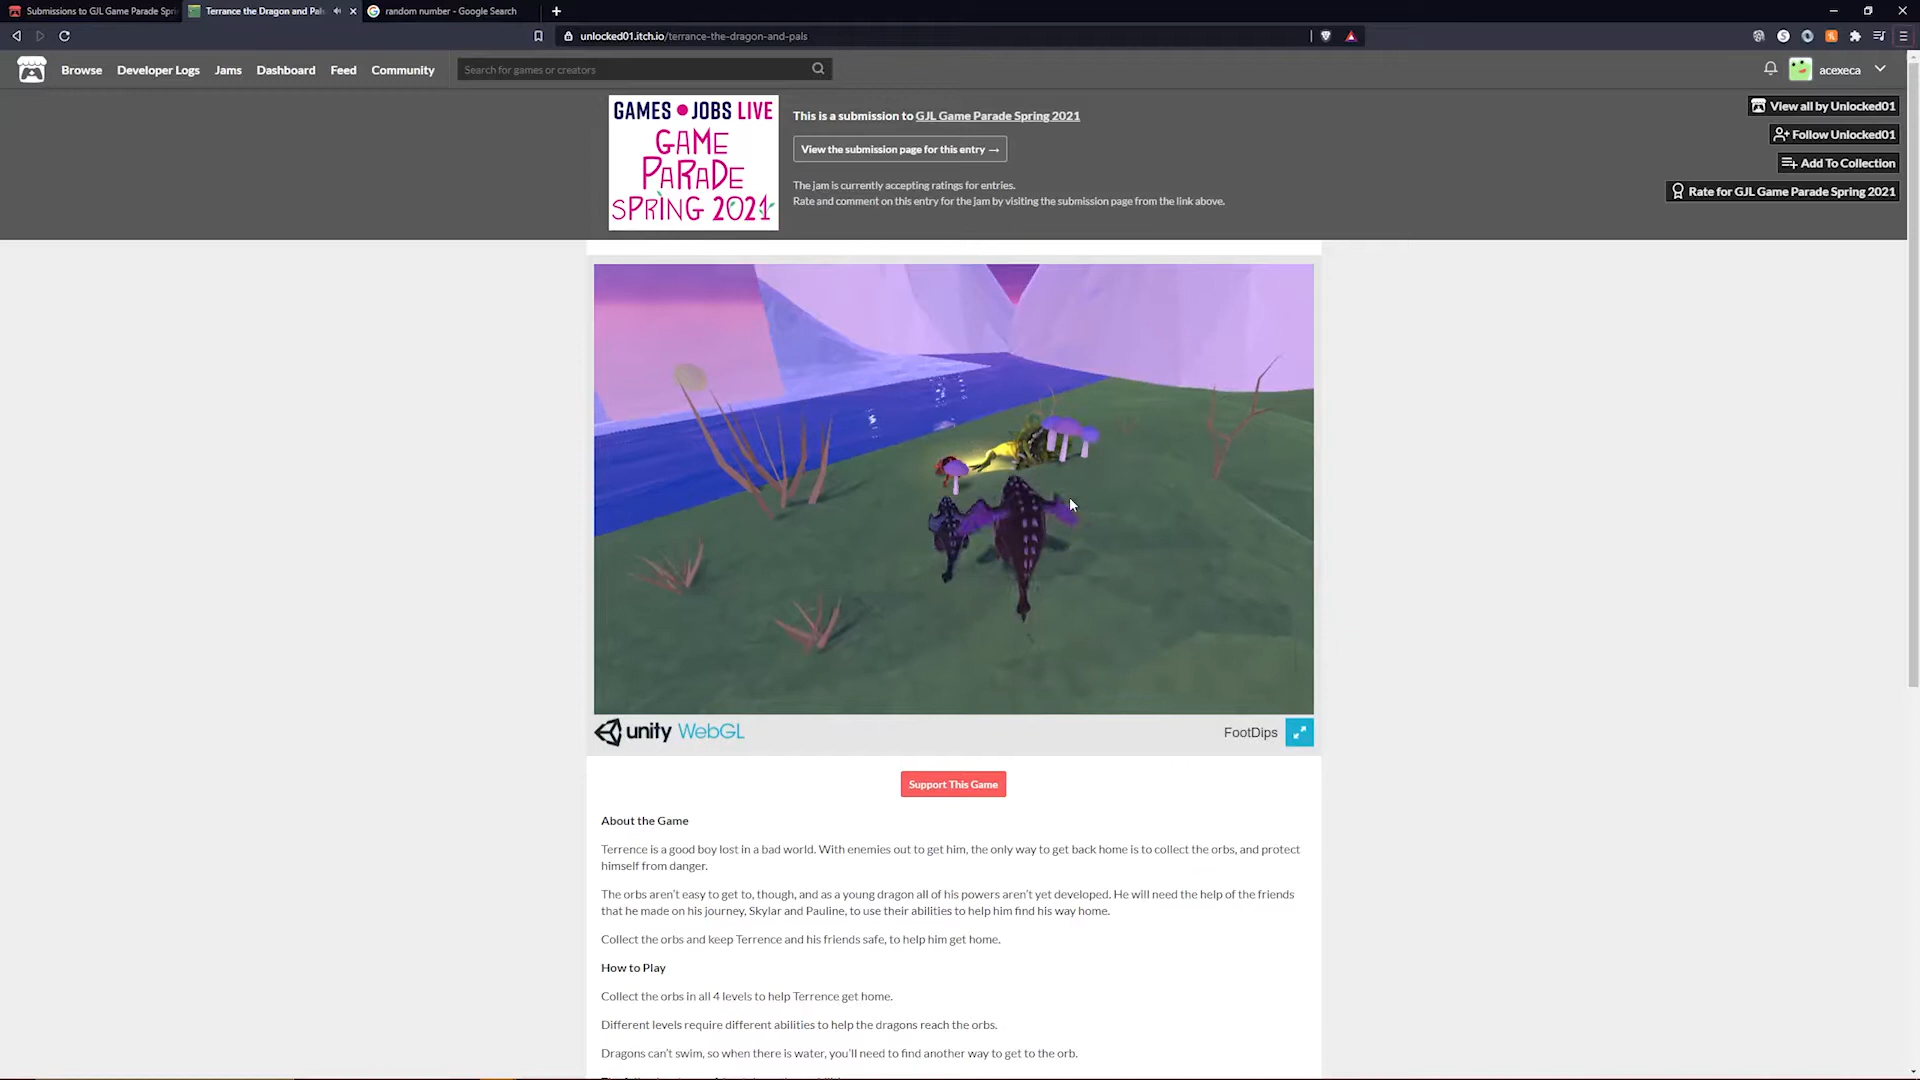 Submissions to GJL Game Parade Spri
Terrance the Dragon and Pals
random number - Google Search
unlocked01.itch.io/terrance-the-dragon-and-pals
Browse
Developer Logs
Jams
Dashboard
Feed
Community
Search for games or creators
acexeca
GAMES • JOBS LIVE
GAME
PARADE
SPRING 2021
This is a submission to GJL Game Parade Spring 2021
View the submission page for this entry →
The jam is currently accepting ratings for entries.
Rate and comment on this entry for the jam by visiting the submission page from the link above.
View all by Unlocked01
Follow Unlocked01
Add To Collection
Rate for GJL Game Parade Spring 2021
unity WebGL
FootDips
Support This Game
About the Game
Terrence is a good boy lost in a bad world. With enemies out to get him, the only way to get back home is to collect the orbs, and protect
himself from danger.
The orbs aren't easy to get to, though, and as a young dragon all of his powers aren't yet developed. He will need the help of the friends
that he made on his journey, Skylar and Pauline, to use their abilities to help him find his way home.
Collect the orbs and keep Terrence and his friends safe, to help him get home.
How to Play
Collect the orbs in all 4 levels to help Terrence get home.
Different levels require different abilities to help the dragons reach the orbs.
Dragons can't swim, so when there is water, you'll need to find another way to get to the orb.